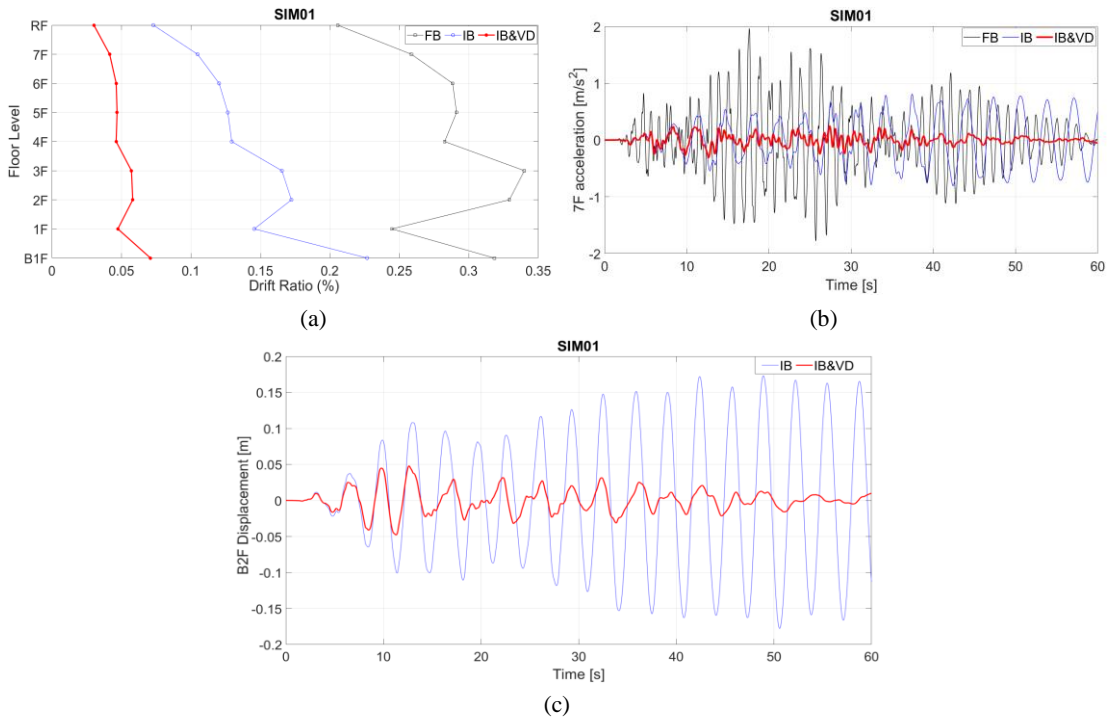 SIM01
FB IB IB&VD
RF
7F
6F
5F
4F
3F
2F
1F
B1F
Floor Level
0 0.05 0.1 0.15 0.2 0.25 0.3 0.35
Drift Ratio (%)
(a)
SIM01
FB IB IB&VD
2
1
0
-1
-2
7F acceleration [m/s²]
0 10 20 30 40 50 60
Time [s]
(b)
SIM01
IB IB&VD
0.2
0.15
0.1
0.05
0
-0.05
-0.1
-0.15
-0.2
B2F Displacement [m]
0 10 20 30 40 50 60
Time [s]
(c)